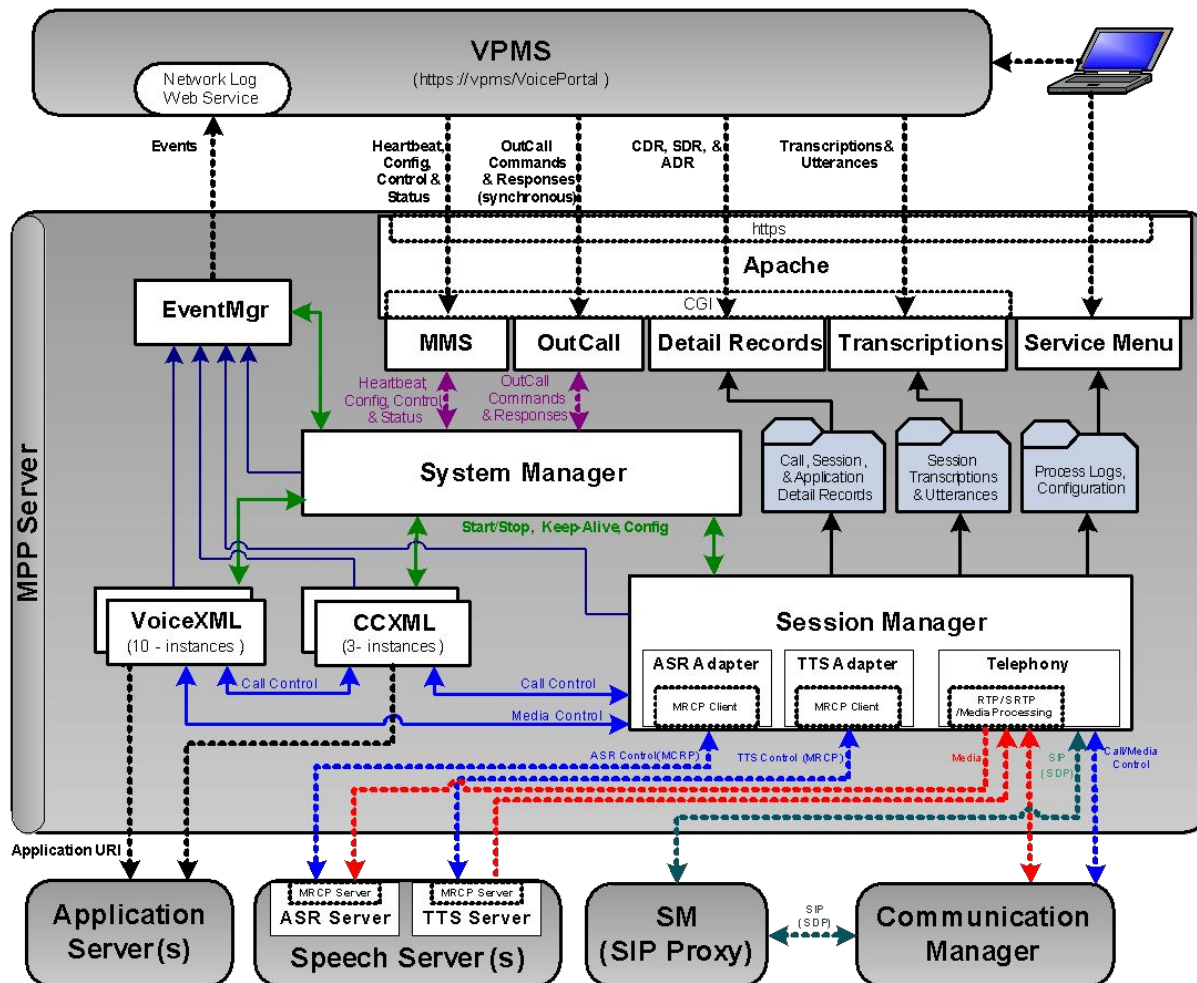 VPMS
(https://vpms/VoicePortal )
Network Log
Web Service
Events
Heartbeat,
Config,
Control &
Status
OutCall
Commands
& Responses
(synchronous)
CDR, SDR, &
ADR
Transcriptions &
Utterances
MPP Server
https
Apache
CGI
EventMgr
MMS
OutCall
Detail Records
Transcriptions
Service Menu
Heartbeat,
Config, Control,
& Status
OutCall
Commands
& Responses
System Manager
Call, Session,
& Application
Detail Records
Session
Transcriptions
& Utterances
Process Logs,
Configuration
Start/Stop, Keep-Alive, Config
VoiceXML
(10 - instances )
CCXML
(3- instances )
Session Manager
ASR Adapter
MRCP Client
TTS Adapter
MRCP Client
Telephony
RTP/SRTP
/Media Processing
Call Control
Call Control
Media Control
ASR Control(MCRP)
TTS Control (MRCP)
Media
SIP
(SDP)
Call/Media
Control
Application URI
Application
Server(s)
MRCP Server
ASR Server
MRCP Server
TTS Server
Speech Server(s)
SM
(SIP Proxy)
SIP
(SDP)
Communication
Manager